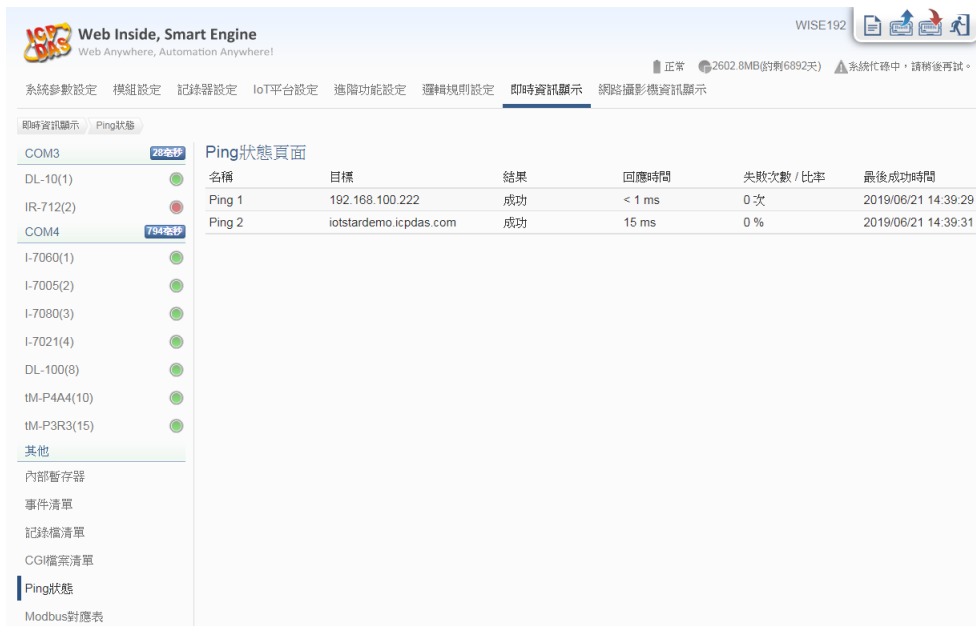 ICP DAS
Web Inside, Smart Engine
Web Anywhere, Automation Anywhere!
WISE192
正常 2602.8MB(約剩6892天) 系統忙碌中，請稍後再試。
系統參數設定 模組設定 記錄器設定 IoT平台設定 進階功能設定 邏輯規則設定 即時資訊顯示 網路攝影機資訊顯示
即時資訊顯示 Ping狀態
COM3 28毫秒
DL-10(1)
IR-712(2)
COM4 794毫秒
I-7060(1)
I-7005(2)
I-7080(3)
I-7021(4)
DL-100(8)
tM-P4A4(10)
tM-P3R3(15)
其他
內部暫存器
事件清單
記錄檔清單
CGI檔案清單
Ping狀態
Modbus對應表
Ping狀態頁面
名稱 目標 結果 回應時間 失敗次數 / 比率 最後成功時間
Ping 1 192.168.100.222 成功 < 1 ms 0 次 2019/06/21 14:39:29
Ping 2 iotstardemo.icpdas.com 成功 15 ms 0 % 2019/06/21 14:39:31